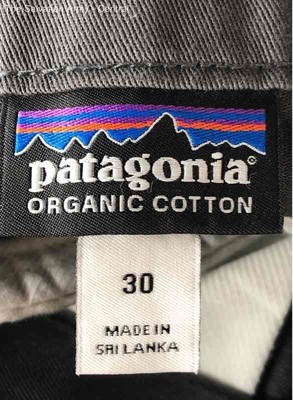 patagonia®
ORGANIC COTTON
30
MADE IN
SRI LANKA